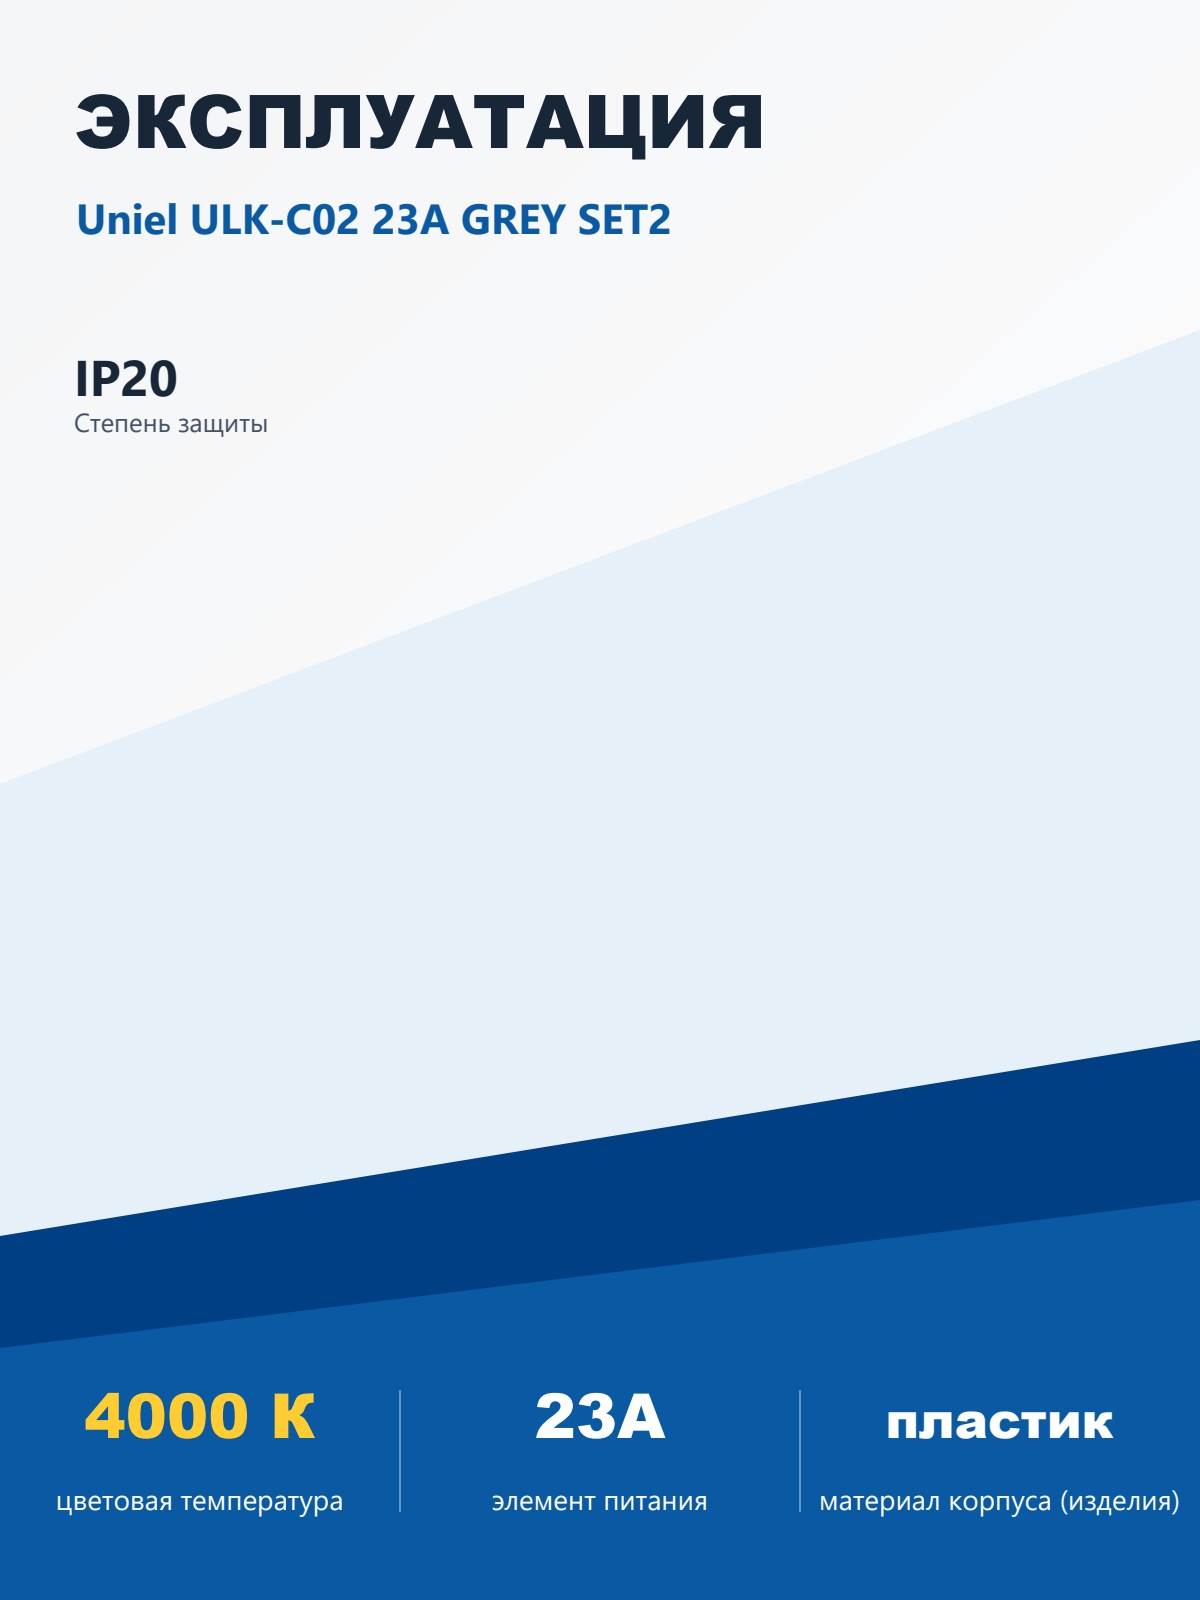 ЭКСПЛУАТАЦИЯ
Uniel ULK-C02 23A GREY SET2
IP20
Степень защиты
4000 К
цветовая температура
23A
элемент питания
пластик
материал корпуса (изделия)